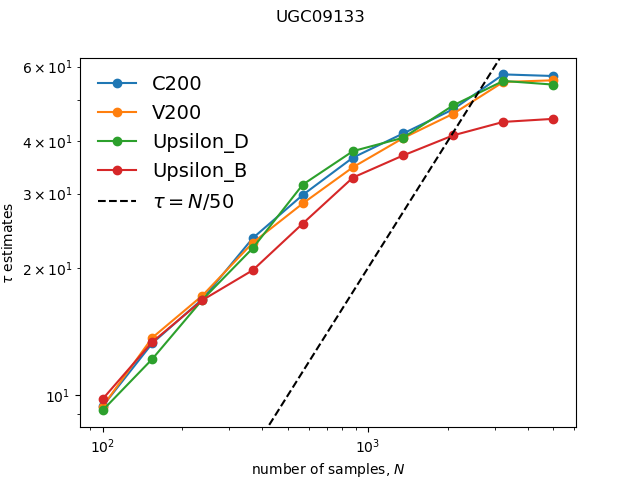 UGC09133
6 × 10¹
4 × 10¹
3 × 10¹
2 × 10¹
10¹
τ estimates
C200
V200
Upsilon_D
Upsilon_B
τ = N/50
10² 10³
number of samples, N